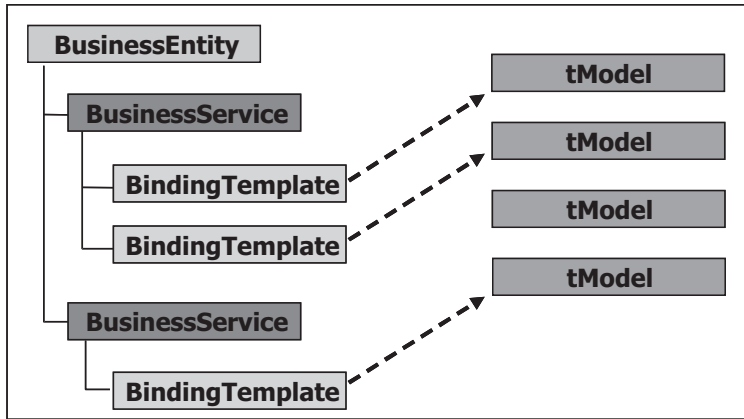 BusinessEntity
tModel
BusinessService
tModel
BindingTemplate
tModel
BindingTemplate
tModel
BusinessService
BindingTemplate